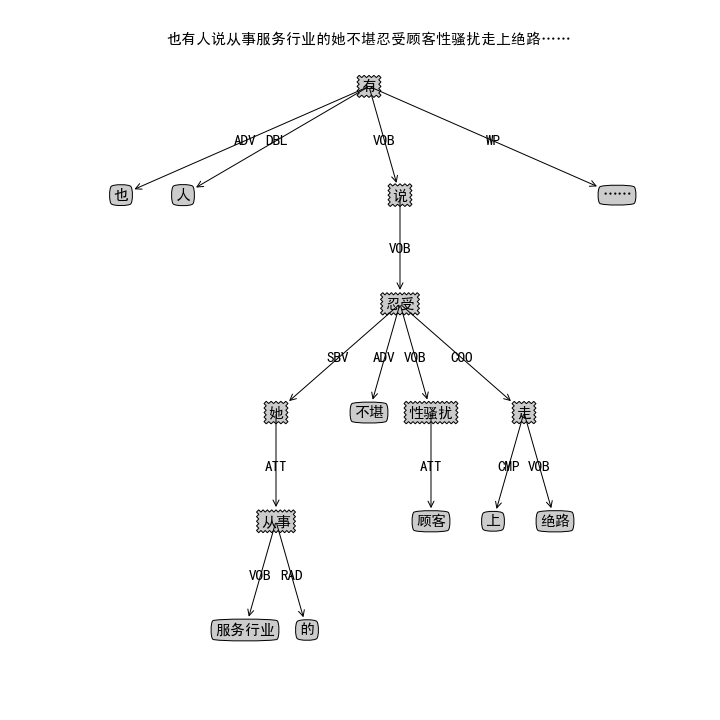 也有人说从事服务行业的她不堪忍受顾客性骚扰走上绝路……
有
ADV DBL VOB WP
也 人 说 ……
VOB
忍受
SBV ADV VOB COO
她 不堪 性骚扰 走
ATT ATT CMP VOB
从事 顾客 上 绝路
VOB RAD
服务行业 的